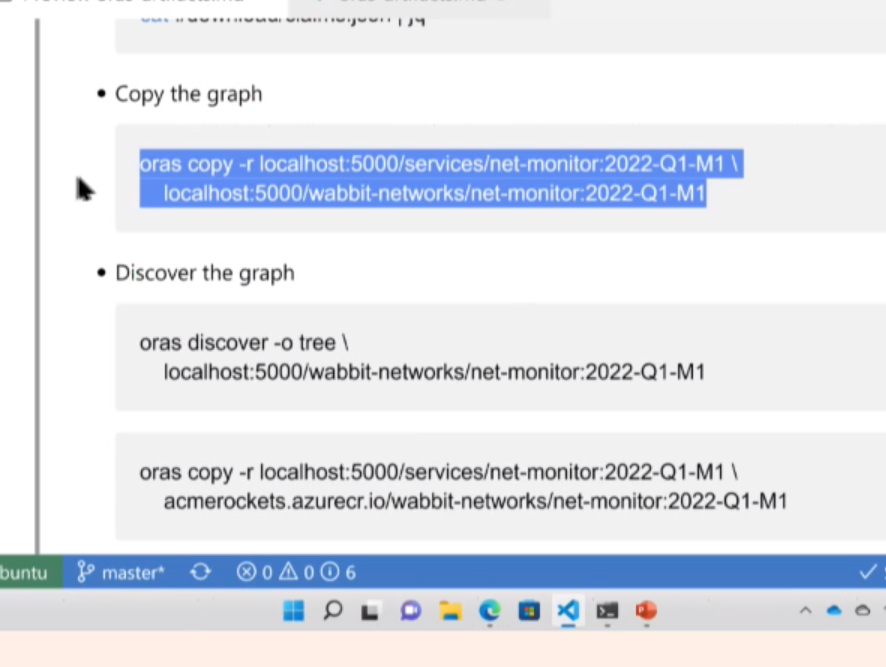 Copy the graph
oras copy -r localhost:5000/services/net-monitor:2022-Q1-M1 \
localhost:5000/wabbit-networks/net-monitor:2022-Q1-M1
Discover the graph
oras discover -o tree \
localhost:5000/wabbit-networks/net-monitor:2022-Q1-M1
oras copy -r localhost:5000/services/net-monitor:2022-Q1-M1 \
acmerockets.azurecr.io/wabbit-networks/net-monitor:2022-Q1-M1
buntu master* 0 0 6